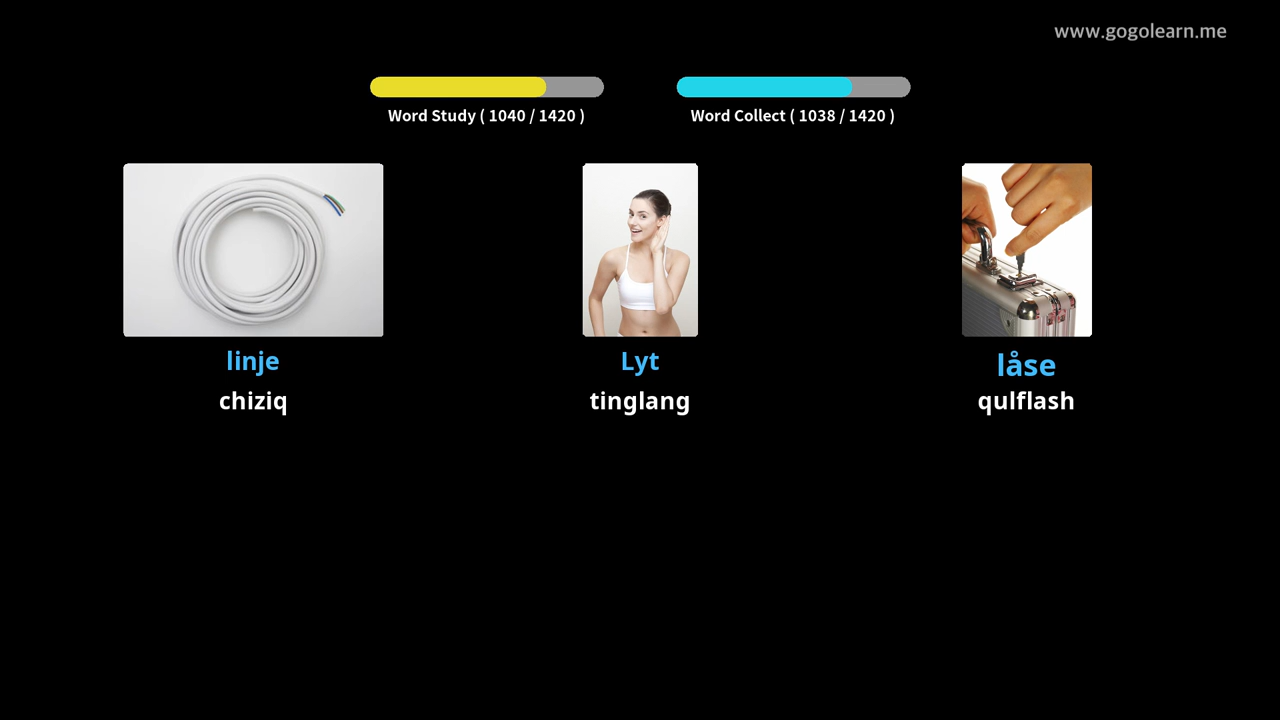 www.gogolearn.me
Word Study ( 1040 / 1420 )
Word Collect ( 1038 / 1420 )
linje
chiziq
Lyt
tinglang
låse
qulflash